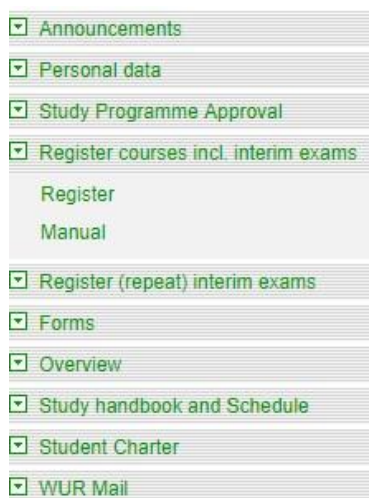 Announcements
Personal data
Study Programme Approval
Register courses incl. interim exams
Register
Manual
Register (repeat) interim exams
Forms
Overview
Study handbook and Schedule
Student Charter
WUR Mail